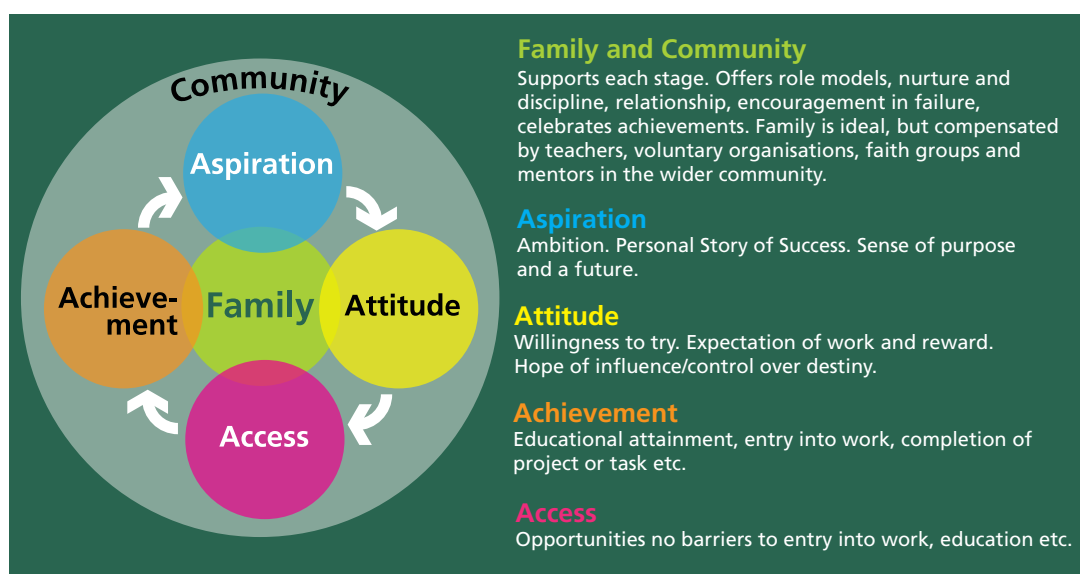 Community
Aspiration
Achieve-
ment
Family
Attitude
Access
Family and Community
Supports each stage. Offers role models, nurture and
discipline, relationship, encouragement in failure,
celebrates achievements. Family is ideal, but compensated
by teachers, voluntary organisations, faith groups and
mentors in the wider community.
Aspiration
Ambition. Personal Story of Success. Sense of purpose
and a future.
Attitude
Willingness to try. Expectation of work and reward.
Hope of influence/control over destiny.
Achievement
Educational attainment, entry into work, completion of
project or task etc.
Access
Opportunities no barriers to entry into work, education etc.